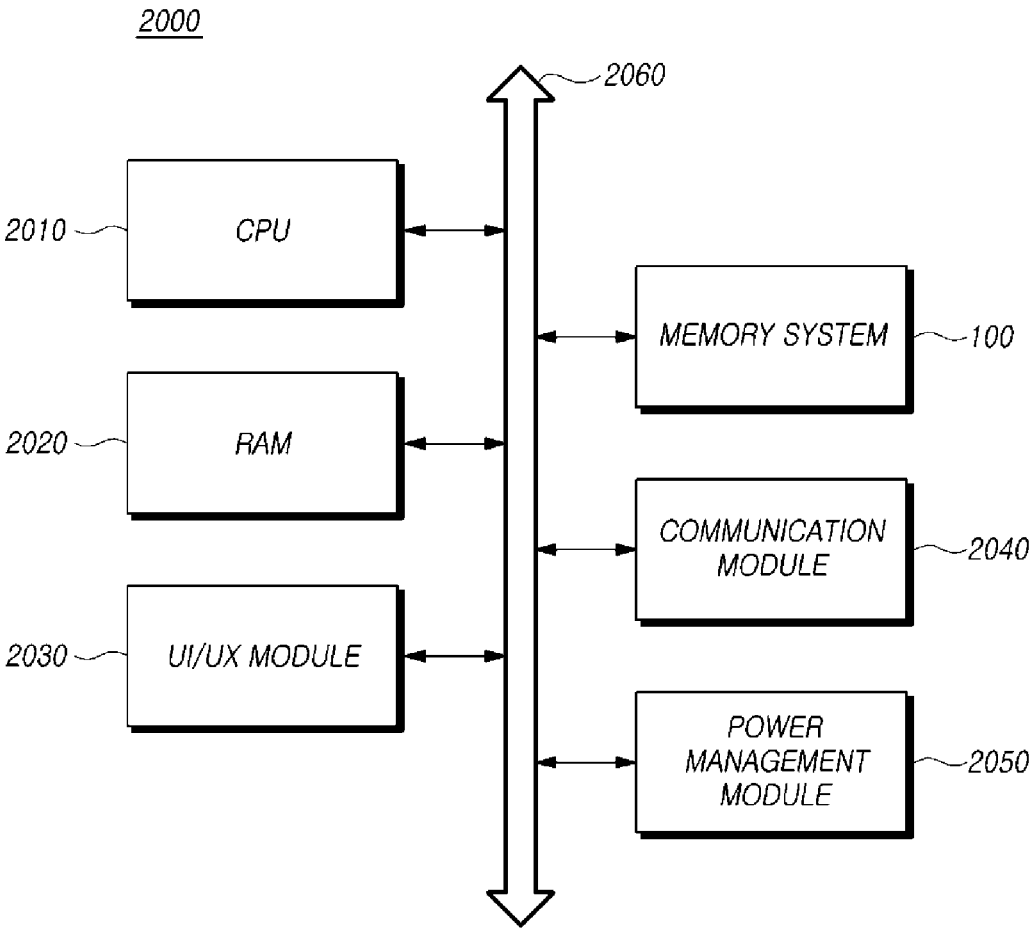 2000
2060
2010
CPU
MEMORY SYSTEM
100
2020
RAM
COMMUNICATION
MODULE
2040
2030
UI/UX MODULE
POWER
MANAGEMENT
MODULE
2050